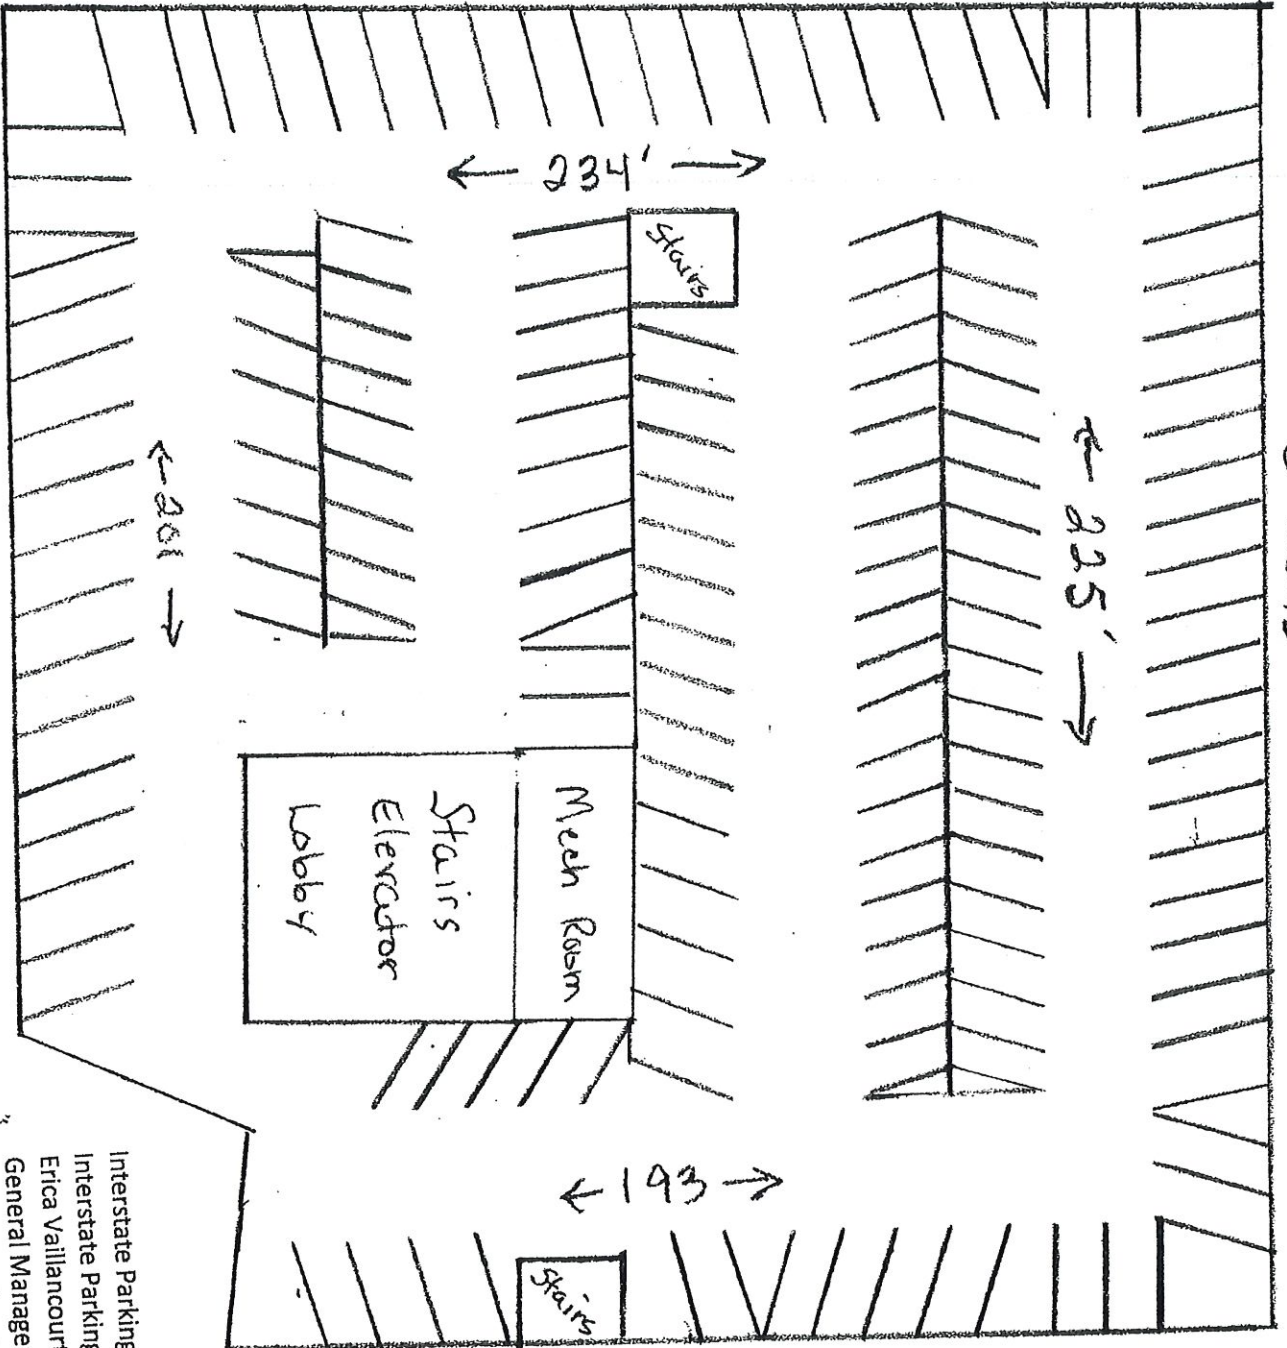 ← 234' →
Stairs
← 225' →
← 201 →
Mech Room
Stairs
Elevator
Lobby
← 193 →
Stairs
Interstate Parking
Interstate Parking
Erica Vaillancourt
General Manage